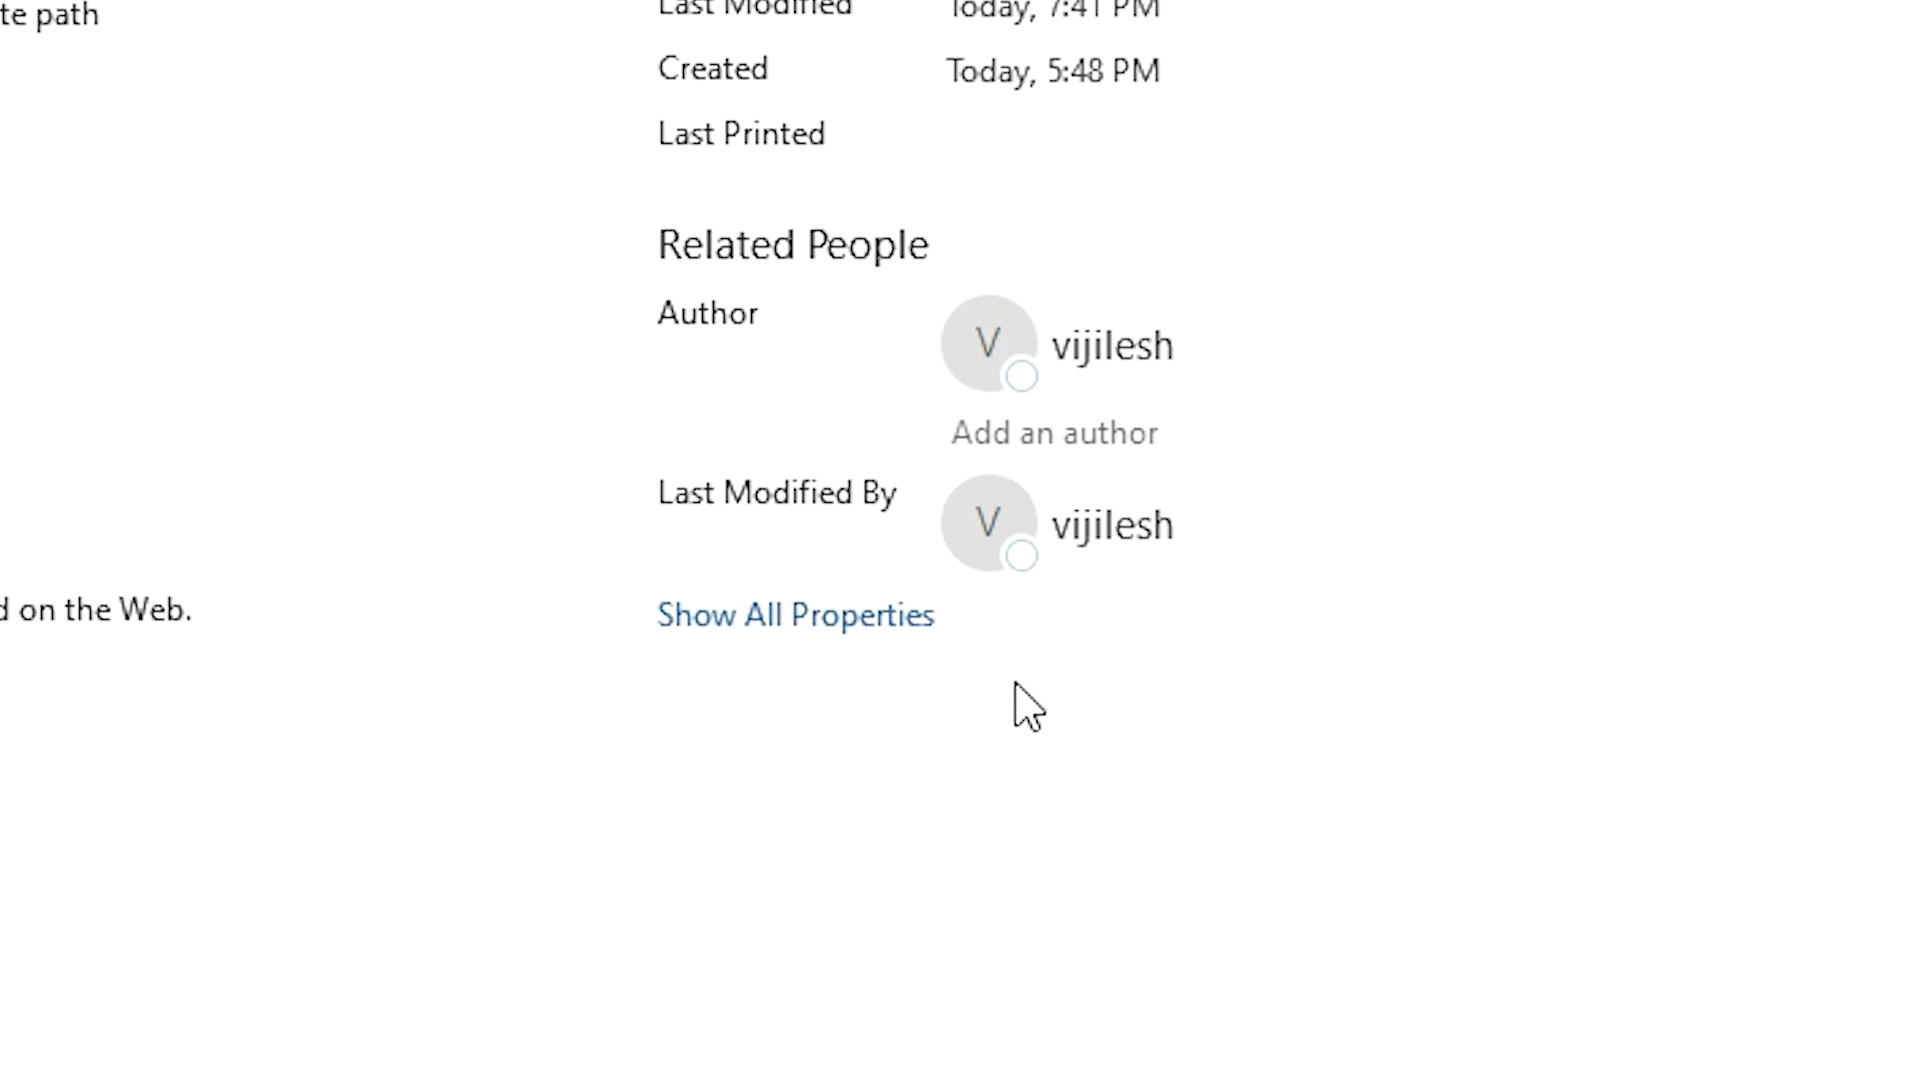 te path
Last Modified Today, 7:41 PM
Created Today, 5:48 PM
Last Printed
Related People
Author
V vijilesh
Add an author
Last Modified By
V vijilesh
Show All Properties
d on the Web.